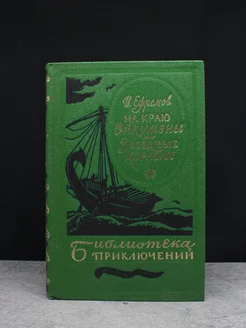 И. Ефремов
НА КРАЮ
Ойкумены
Звездные
корабли
Библиотека
ПРИКЛЮЧЕНИЙ